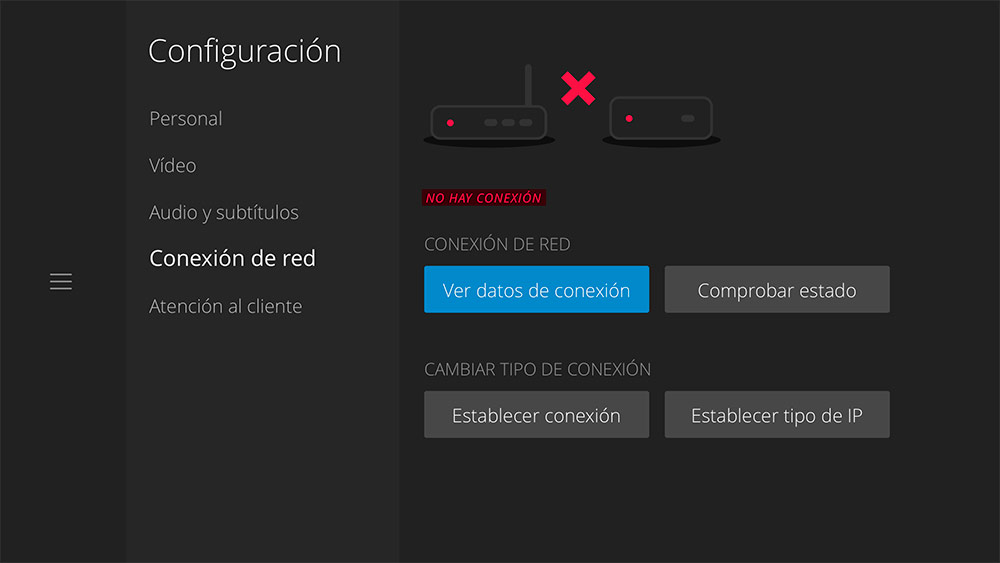 Configuración
Personal
Vídeo
Audio y subtítulos
Conexión de red
Atención al cliente
NO HAY CONEXIÓN
CONEXIÓN DE RED
Ver datos de conexión
Comprobar estado
CAMBIAR TIPO DE CONEXIÓN
Establecer conexión
Establecer tipo de IP